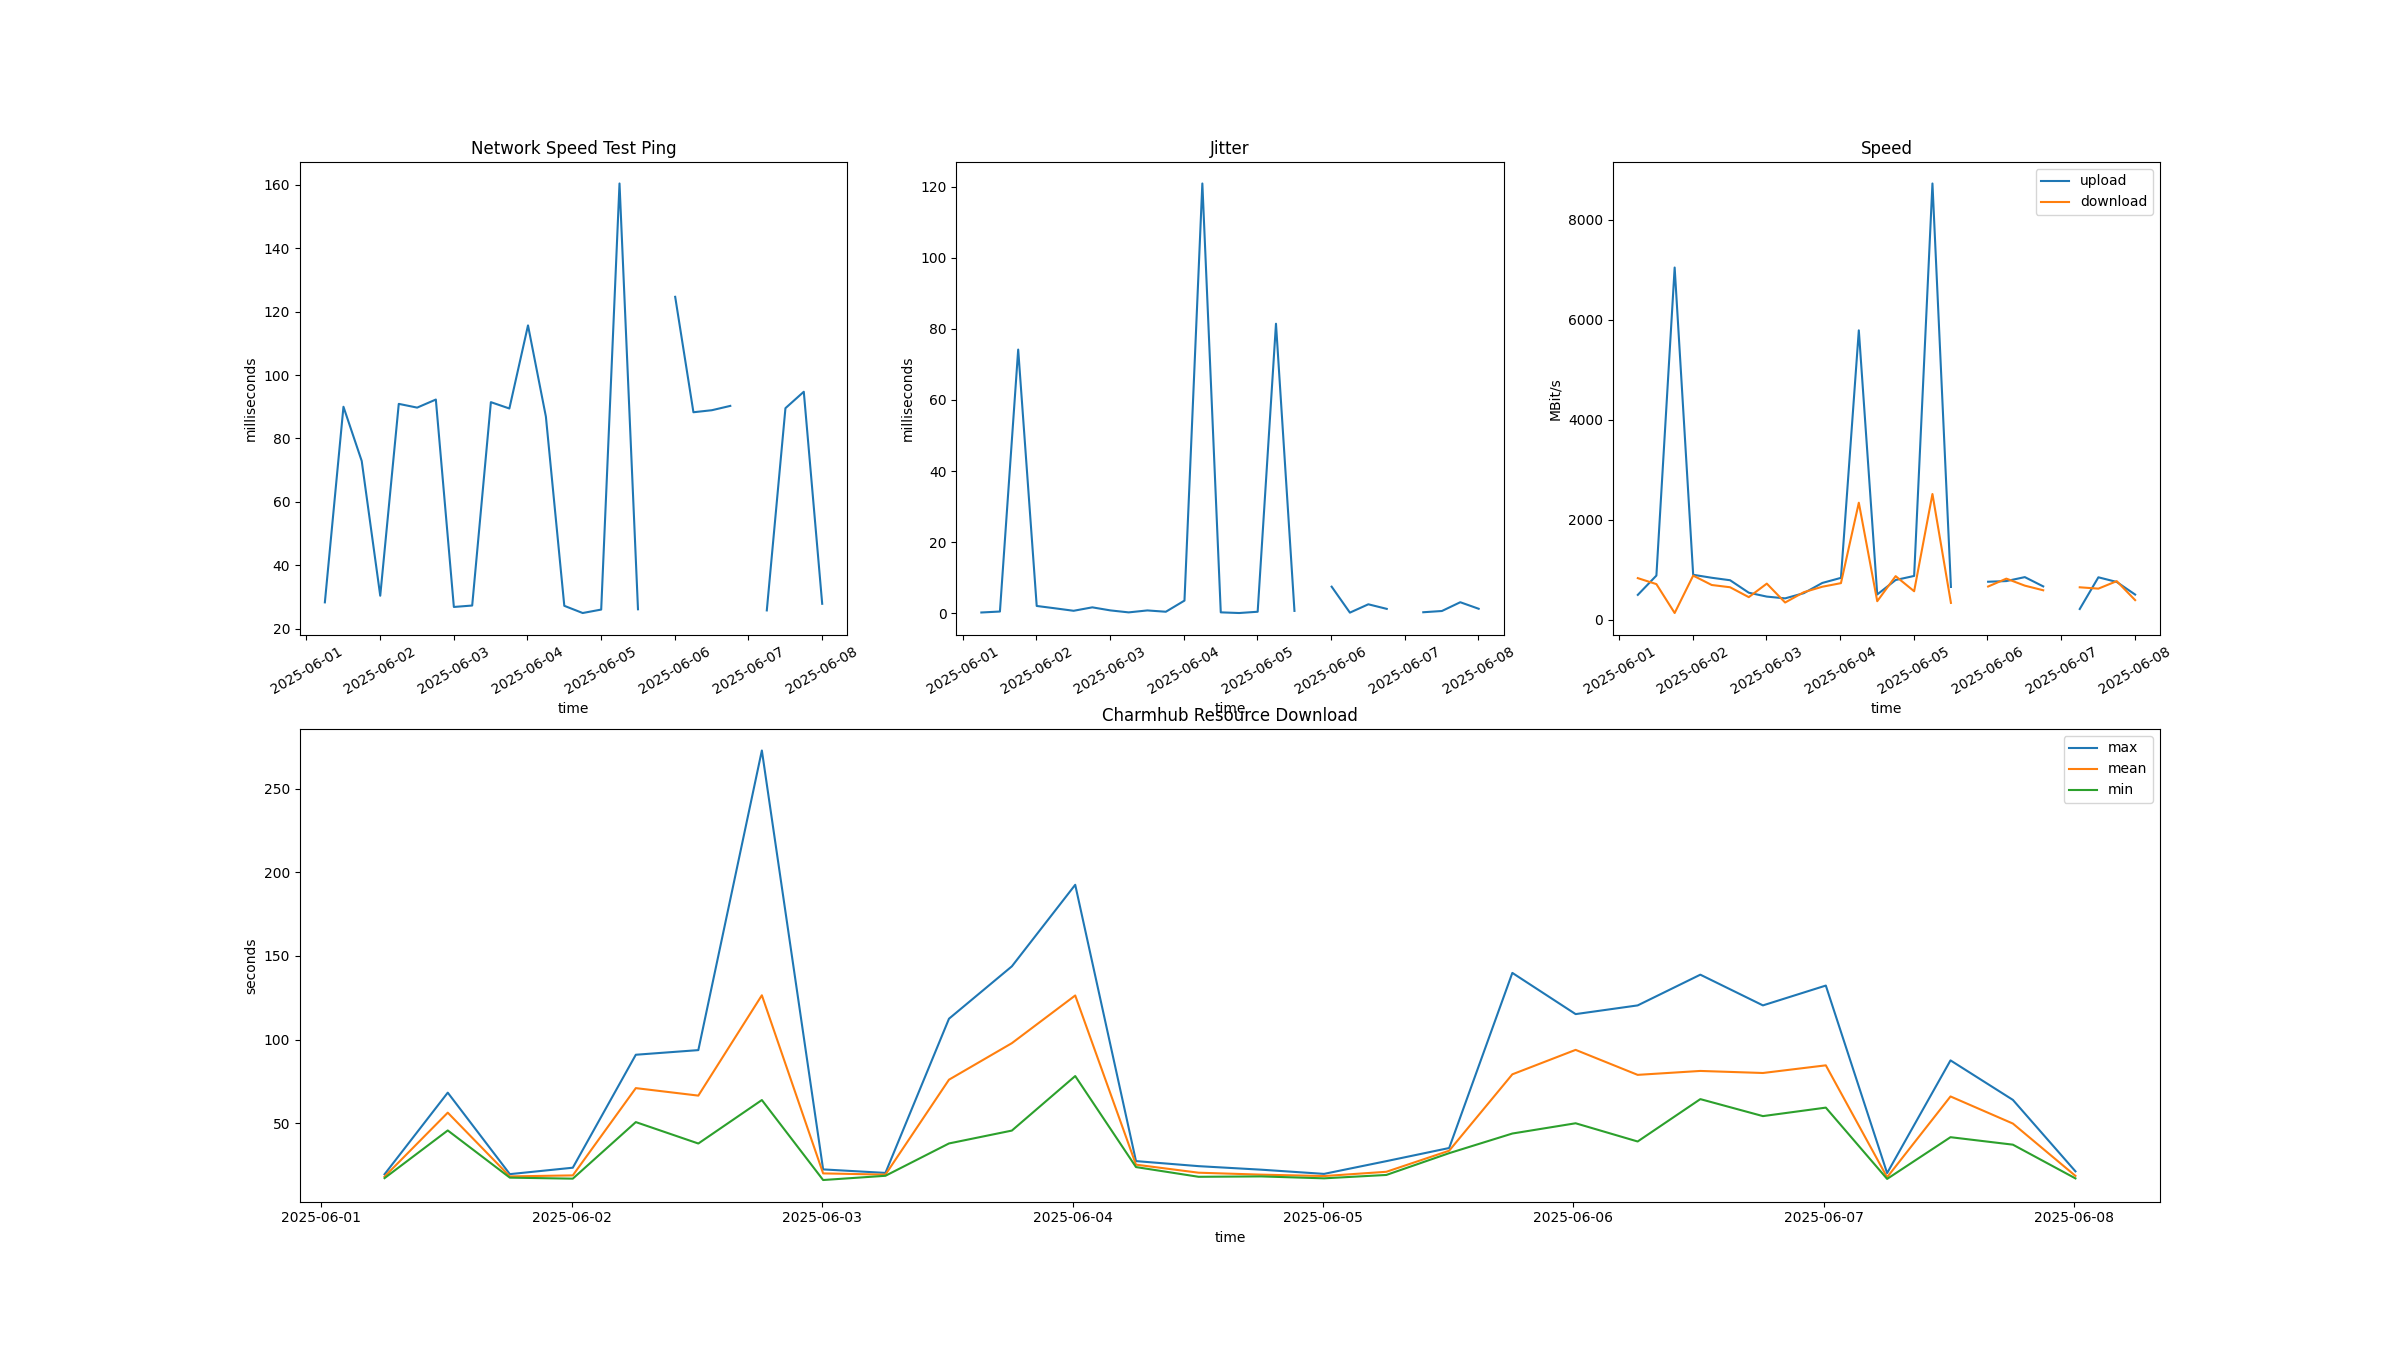 Network Speed Test Ping
160
140
120
100
80
60
40
20
milliseconds
2025-06-01 2025-06-02 2025-06-03 2025-06-04 2025-06-05 2025-06-06 2025-06-07 2025-06-08
time
Jitter
120
100
80
60
40
20
0
milliseconds
2025-06-01 2025-06-02 2025-06-03 2025-06-04 2025-06-05 2025-06-06 2025-06-07 2025-06-08
time
Speed
upload
download
8000
6000
4000
2000
0
MBit/s
2025-06-01 2025-06-02 2025-06-03 2025-06-04 2025-06-05 2025-06-06 2025-06-07 2025-06-08
time
Charmhub Resource Download
max
mean
min
250
200
150
100
50
seconds
2025-06-01 2025-06-02 2025-06-03 2025-06-04 2025-06-05 2025-06-06 2025-06-07 2025-06-08
time